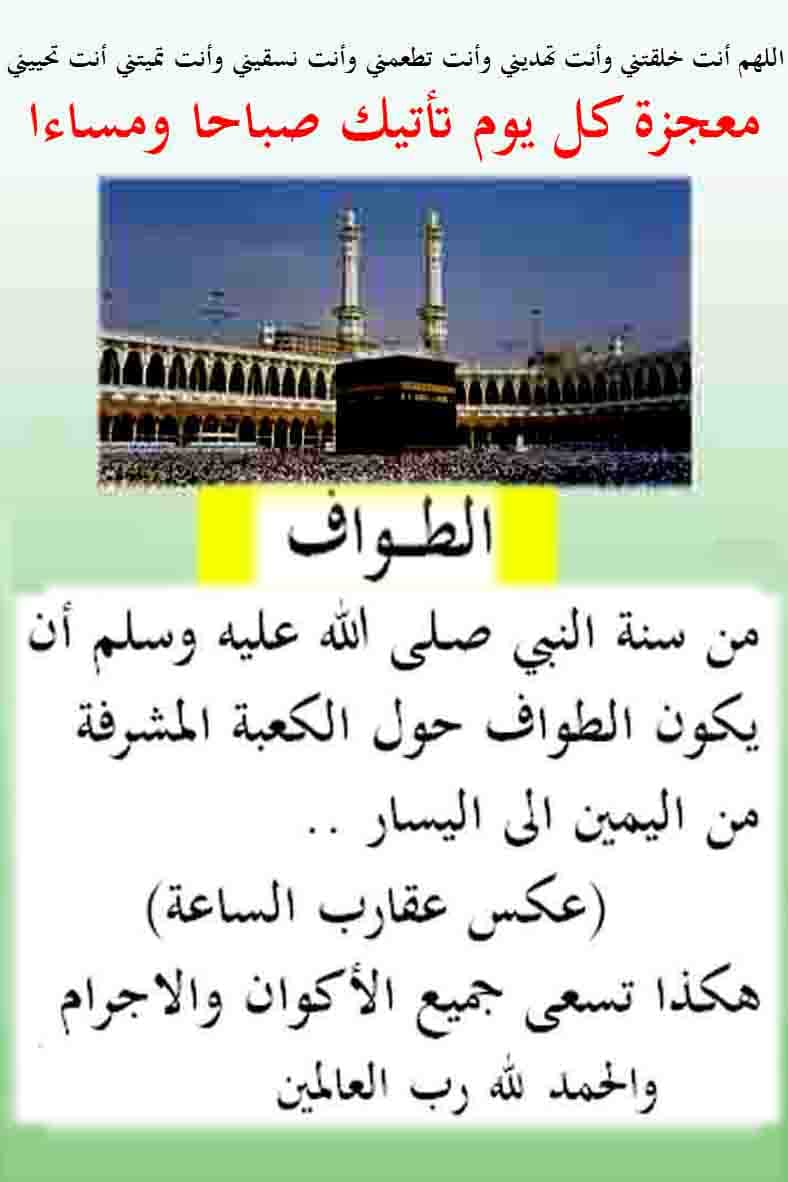 اللهم أنت خلقتني وأنت تهديني وأنت تطعمني وأنت نسقيني وأنت تميتني أنت تحييني
معجزة كل يوم تأتيك صباحا ومساءا
الطواف
من سنة النبي صلى الله عليه وسلم أن
يكون الطواف حول الكعبة المشرفة
من اليمين الى اليسار ..
(عكس عقارب الساعة)
هكذا تسعى جميع الأكوان والاجرام
والحمد لله رب العالمين